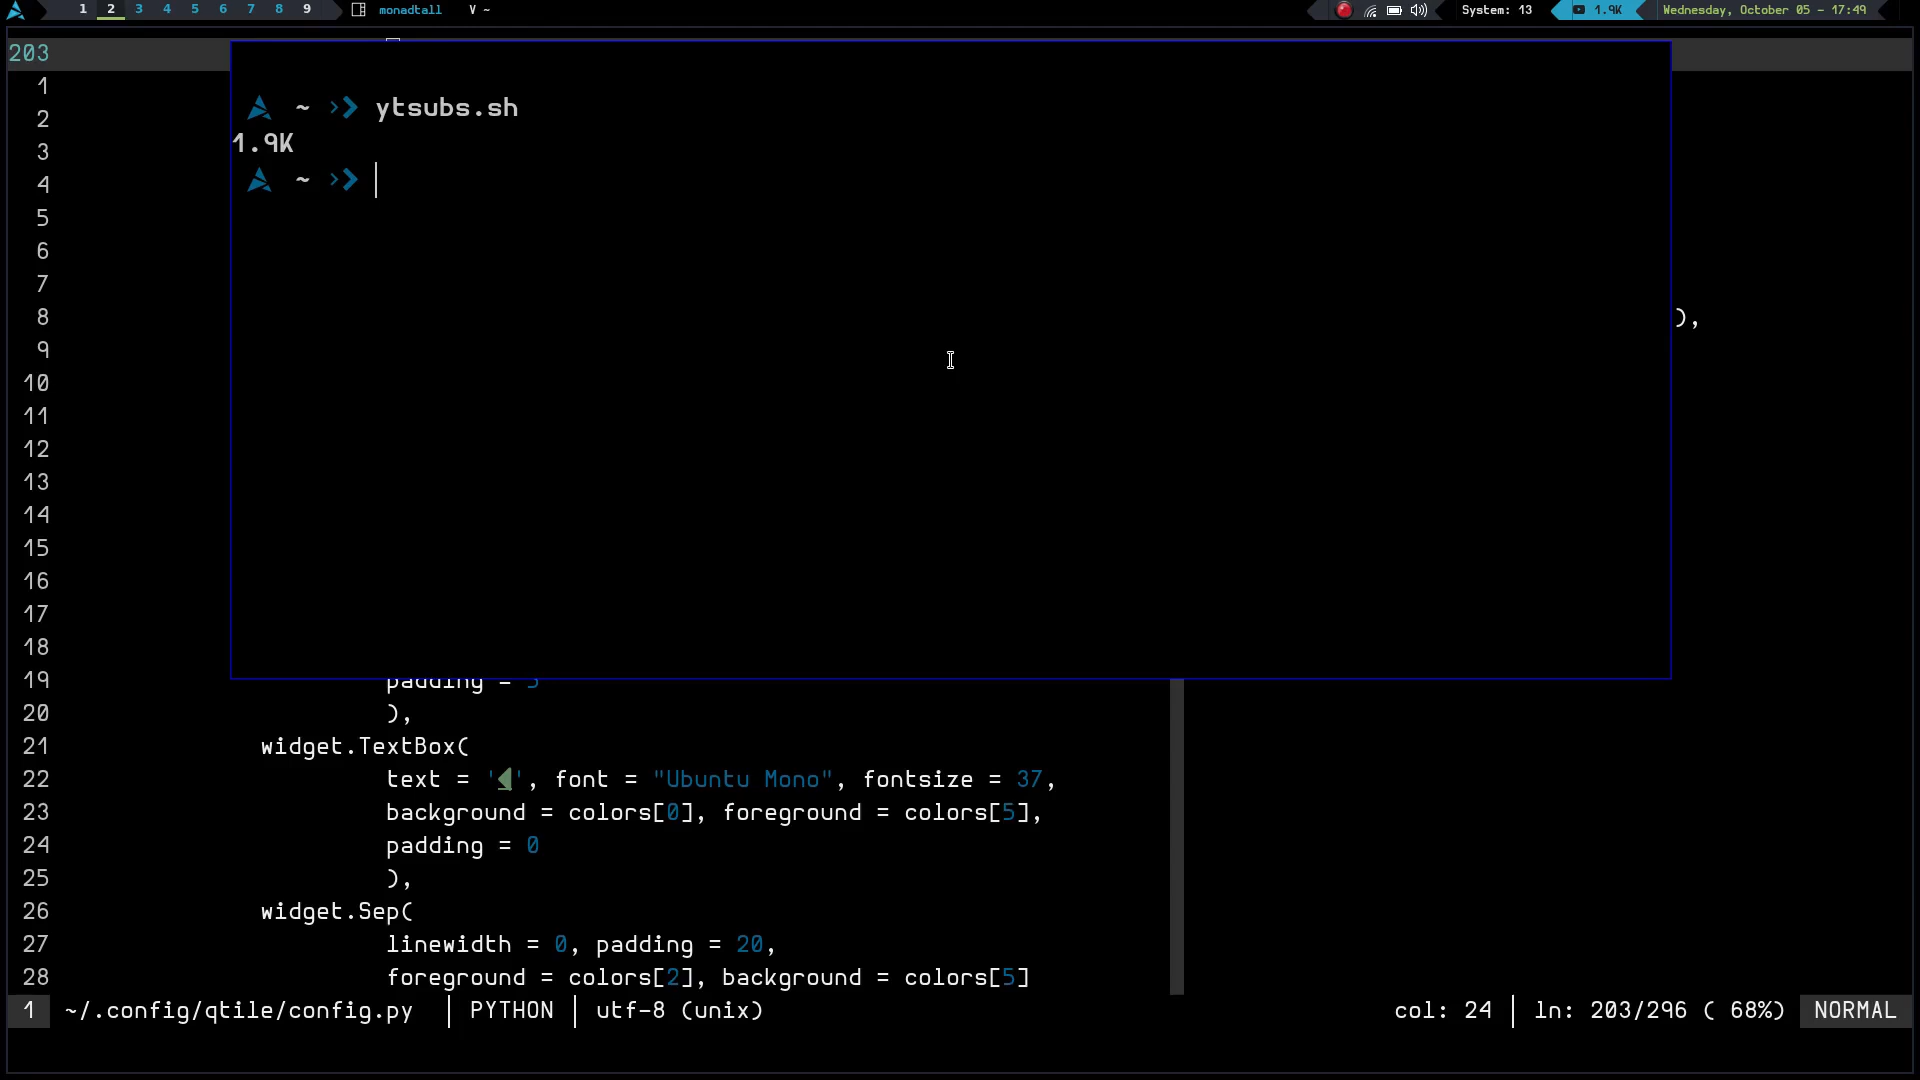 1 2 3 4 5 6 7 8 9 monadtall V ~ System: 13 1.9K Wednesday, October 05 - 17:49
203
~ ytsubs.sh
1.9K
~
1
2
3
4
5
6
7
8 ),
9
10
11
12
13
14
15
16
17
18
19 padding =
20 ),
21 widget.TextBox(
22 text = '', font = "Ubuntu Mono", fontsize = 37,
23 background = colors[0], foreground = colors[5],
24 padding = 0
25 ),
26 widget.Sep(
27 linewidth = 0, padding = 20,
28 foreground = colors[2], background = colors[5]
1 ~/.config/qtile/config.py | PYTHON | utf-8 (unix) col: 24 | ln: 203/296 ( 68%) NORMAL